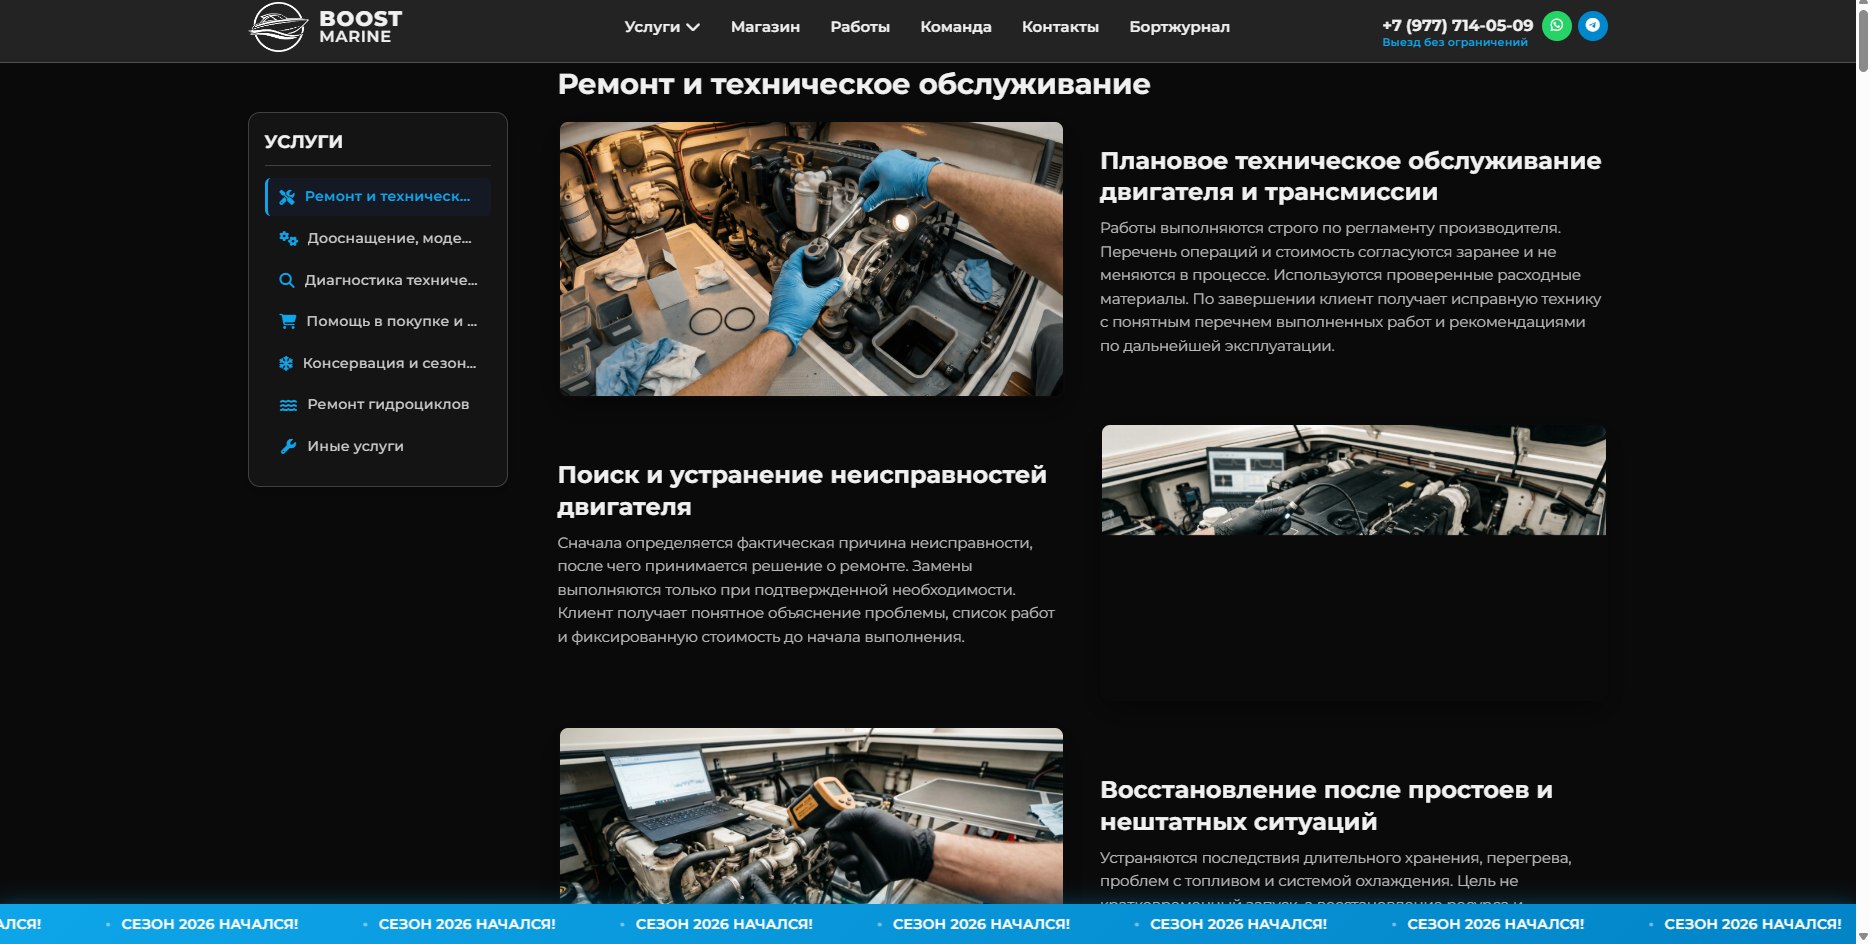 BOOST
MARINE
Услуги
Магазин
Работы
Команда
Контакты
Бортжурнал
+7 (977) 714-05-09
Выезд без ограничений
УСЛУГИ
Ремонт и техническ...
Дооснащение, моде...
Диагностика техниче...
Помощь в покупке и ...
Консервация и сезон...
Ремонт гидроциклов
Иные услуги
Ремонт и техническое обслуживание
Плановое техническое обслуживание
двигателя и трансмиссии
Работы выполняются строго по регламенту производителя.
Перечень операций и стоимость согласуются заранее и не
меняются в процессе. Используются проверенные расходные
материалы. По завершении клиент получает исправную технику
с понятным перечнем выполненных работ и рекомендациями
по дальнейшей эксплуатации.
Поиск и устранение неисправностей
двигателя
Сначала определяется фактическая причина неисправности,
после чего принимается решение о ремонте. Замены
выполняются только при подтвержденной необходимости.
Клиент получает понятное объяснение проблемы, список работ
и фиксированную стоимость до начала выполнения.
Восстановление после простоев и
нештатных ситуаций
Устраняются последствия длительного хранения, перегрева,
проблем с топливом и системой охлаждения. Цель не
АЛСЯ! • СЕЗОН 2026 НАЧАЛСЯ! • СЕЗОН 2026 НАЧАЛСЯ! • СЕЗОН 2026 НАЧАЛСЯ! • СЕЗОН 2026 НАЧАЛСЯ! • СЕЗОН 2026 НАЧАЛСЯ! • СЕЗОН 2026 НАЧАЛСЯ! • СЕЗОН 2026 НАЧАЛСЯ!